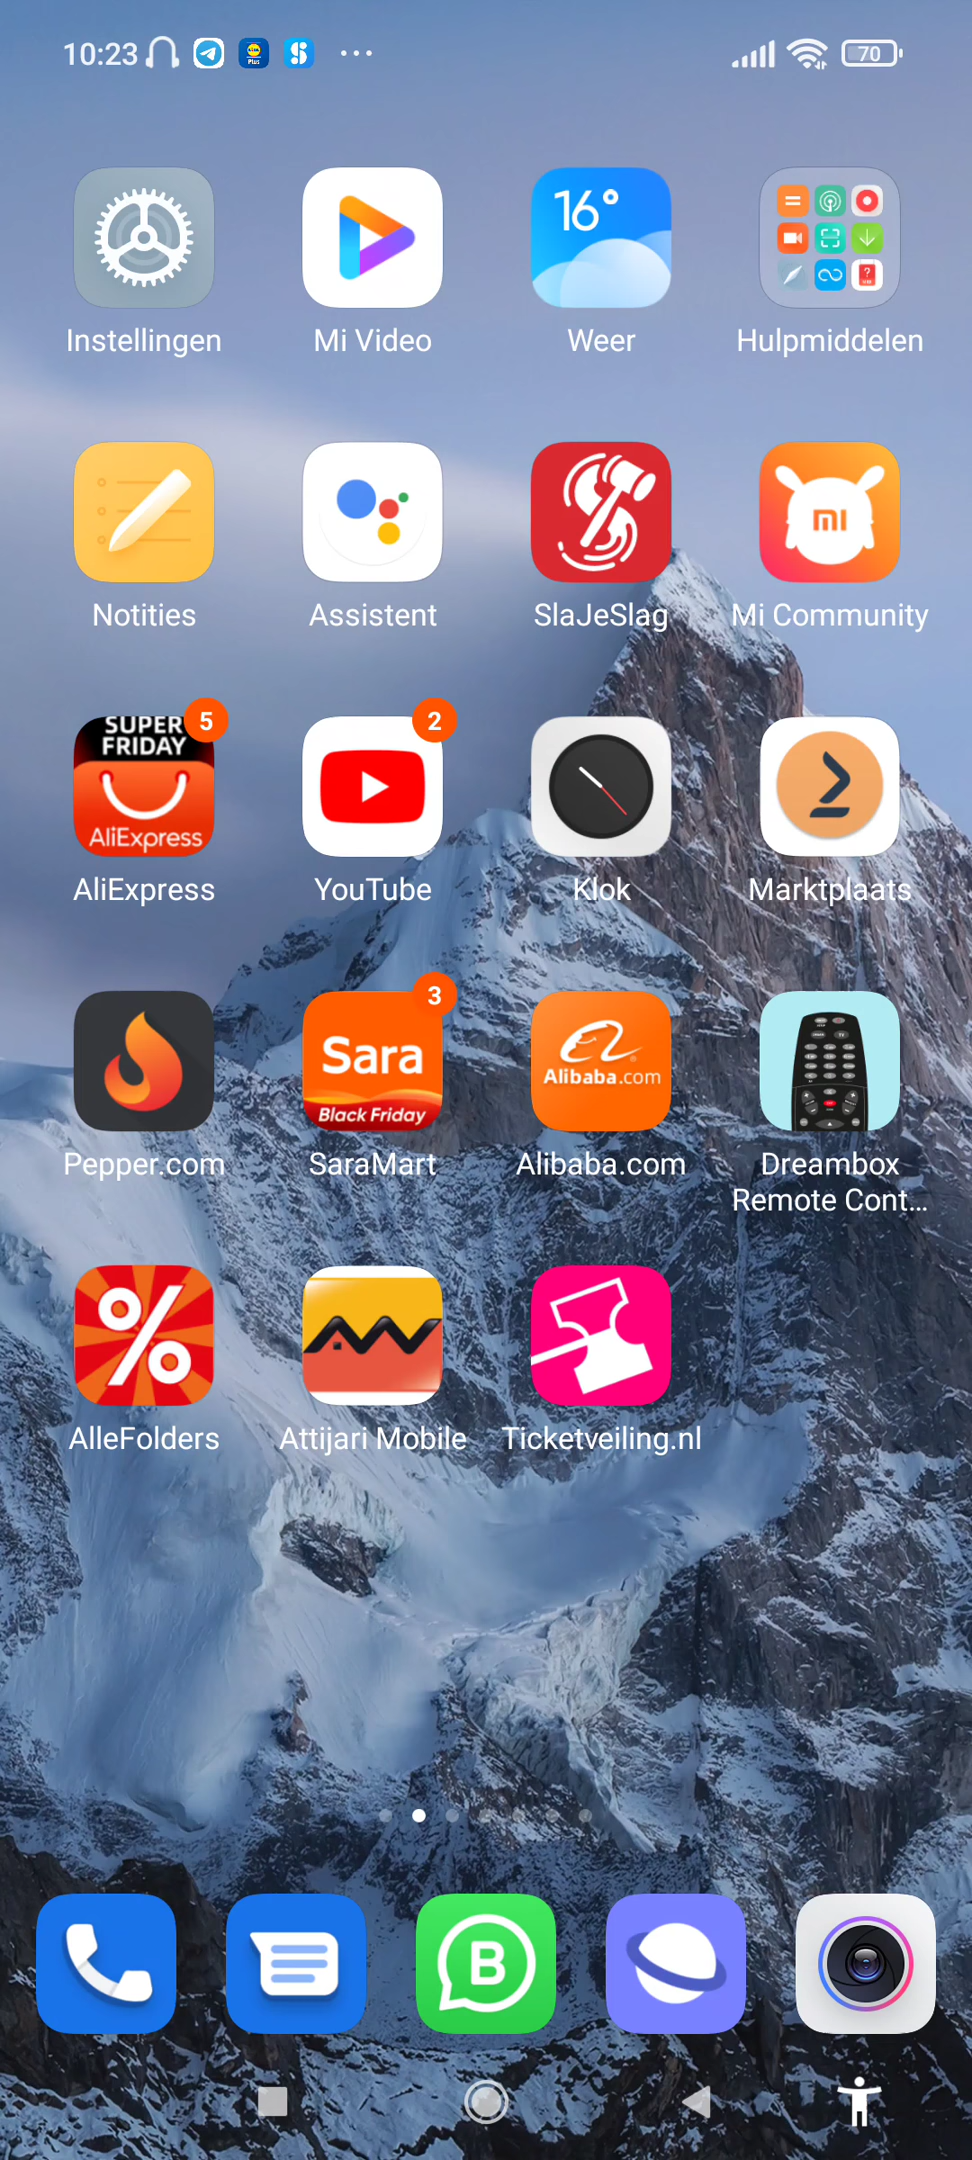 10:23
70
16°
Instellingen
Mi Video
Weer
Hulpmiddelen
mi
Notities
Assistent
SlaJeSlag
Mi Community
SUPER
FRIDAY
AliExpress
5
2
AliExpress
YouTube
Klok
Marktplaats
Sara
Black Friday
3
Alibaba.com
Pepper.com
SaraMart
Alibaba.com
Dreambox
Remote Cont...
%
AlleFolders
Attijari Mobile
Ticketveiling.nl
B